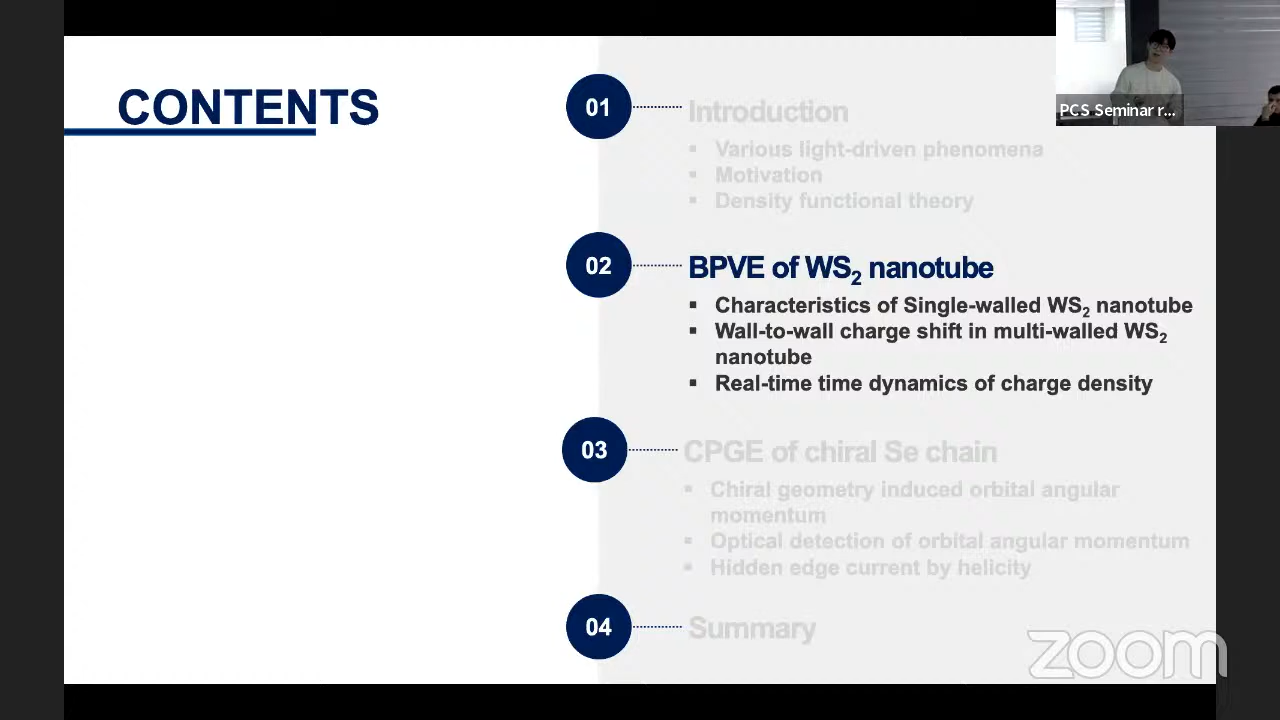 CONTENTS
01
Introduction
▪ Various light-driven phenomena
▪ Motivation
▪ Density functional theory
02
BPVE of WS₂ nanotube
▪ Characteristics of Single-walled WS₂ nanotube
▪ Wall-to-wall charge shift in multi-walled WS₂
nanotube
▪ Real-time time dynamics of charge density
03
CPGE of chiral Se chain
▪ Chiral geometry induced orbital angular
momentum
▪ Optical detection of orbital angular momentum
▪ Hidden edge current by helicity
04
Summary
PCS Seminar r...
zoom